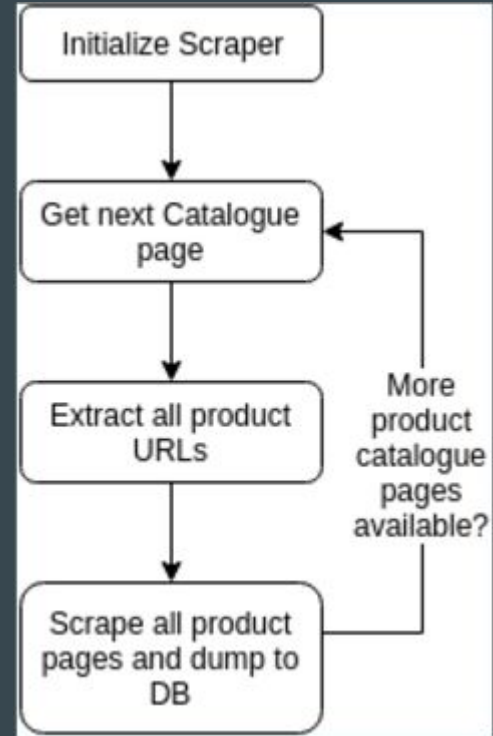 Initialize Scraper
Get next Catalogue
page
Extract all product
URLs
More
product
catalogue
pages
available?
Scrape all product
pages and dump to
DB